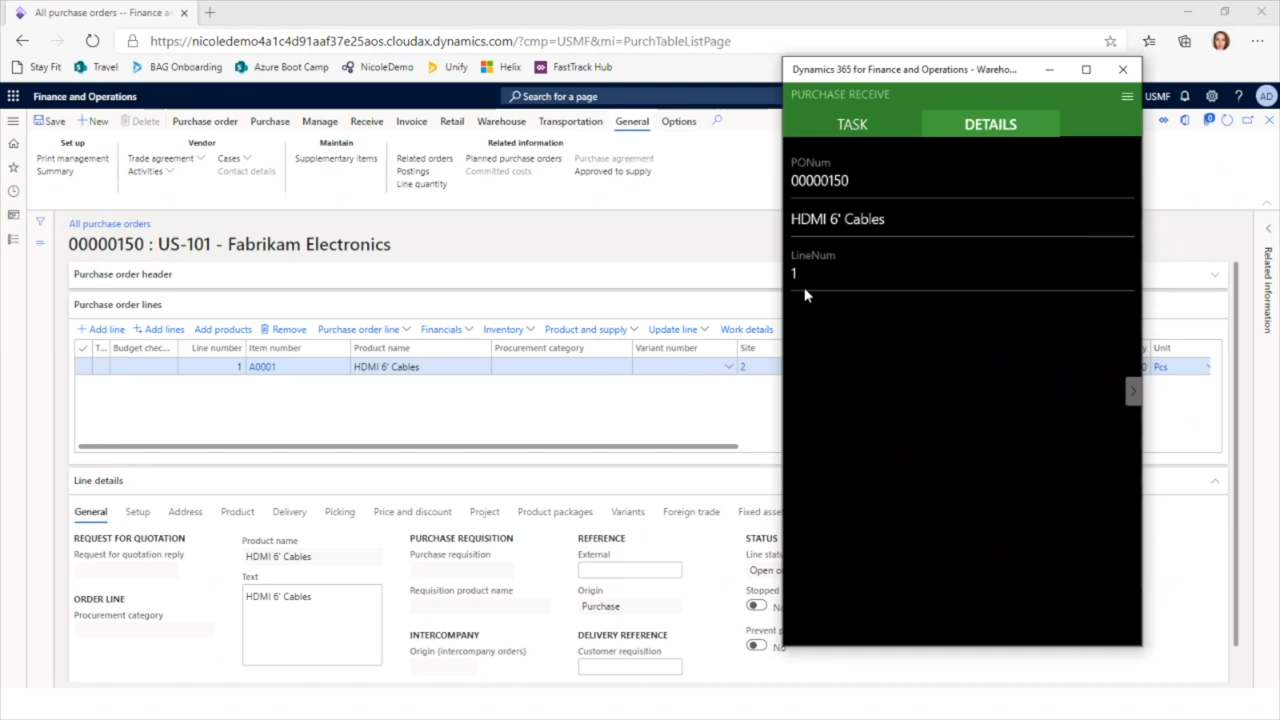 All purchase orders -- Finance a
https://nicoledemo4a1c4d91aaf37e25aos.cloudax.dynamics.com/?cmp=USMF&mi=PurchTableListPage
Stay Fit Travel BAG Onboarding Azure Boot Camp NicoleDemo Unify Helix FastTrack Hub
Finance and Operations Search for a page USMF ? AD
Save + New Delete Purchase order Purchase Manage Receive Invoice Retail Warehouse Transportation General Options
Set up Vendor Maintain Related information
Print management Trade agreement Cases Supplementary items Related orders Planned purchase orders Purchase agreement
Summary Activities Contact details Postings Committed costs Approved to supply
Line quantity
All purchase orders
00000150 : US-101 - Fabrikam Electronics
Purchase order header
Purchase order lines
+ Add line Add lines Add products Remove Purchase order line Financials Inventory Product and supply Update line Work details
T... Budget chec... Line number Item number Product name Procurement category Variant number Site Unit
1 A0001 HDMI 6' Cables 2 0 Pcs
Line details
General Setup Address Product Delivery Picking Price and discount Project Product packages Variants Foreign trade Fixed asse
REQUEST FOR QUOTATION
Request for quotation reply
ORDER LINE
Procurement category
Product name
HDMI 6' Cables
Text
HDMI 6' Cables
PURCHASE REQUISITION
Purchase requisition
Requisition product name
INTERCOMPANY
Origin (intercompany orders)
REFERENCE
External
Origin
Purchase
DELIVERY REFERENCE
Customer requisition
STATUS
Line statu
Open o
Stopped
No
Prevent p
No
Related information
Dynamics 365 for Finance and Operations - Wareho...
PURCHASE RECEIVE
TASK DETAILS
PONum
00000150
HDMI 6' Cables
LineNum
1